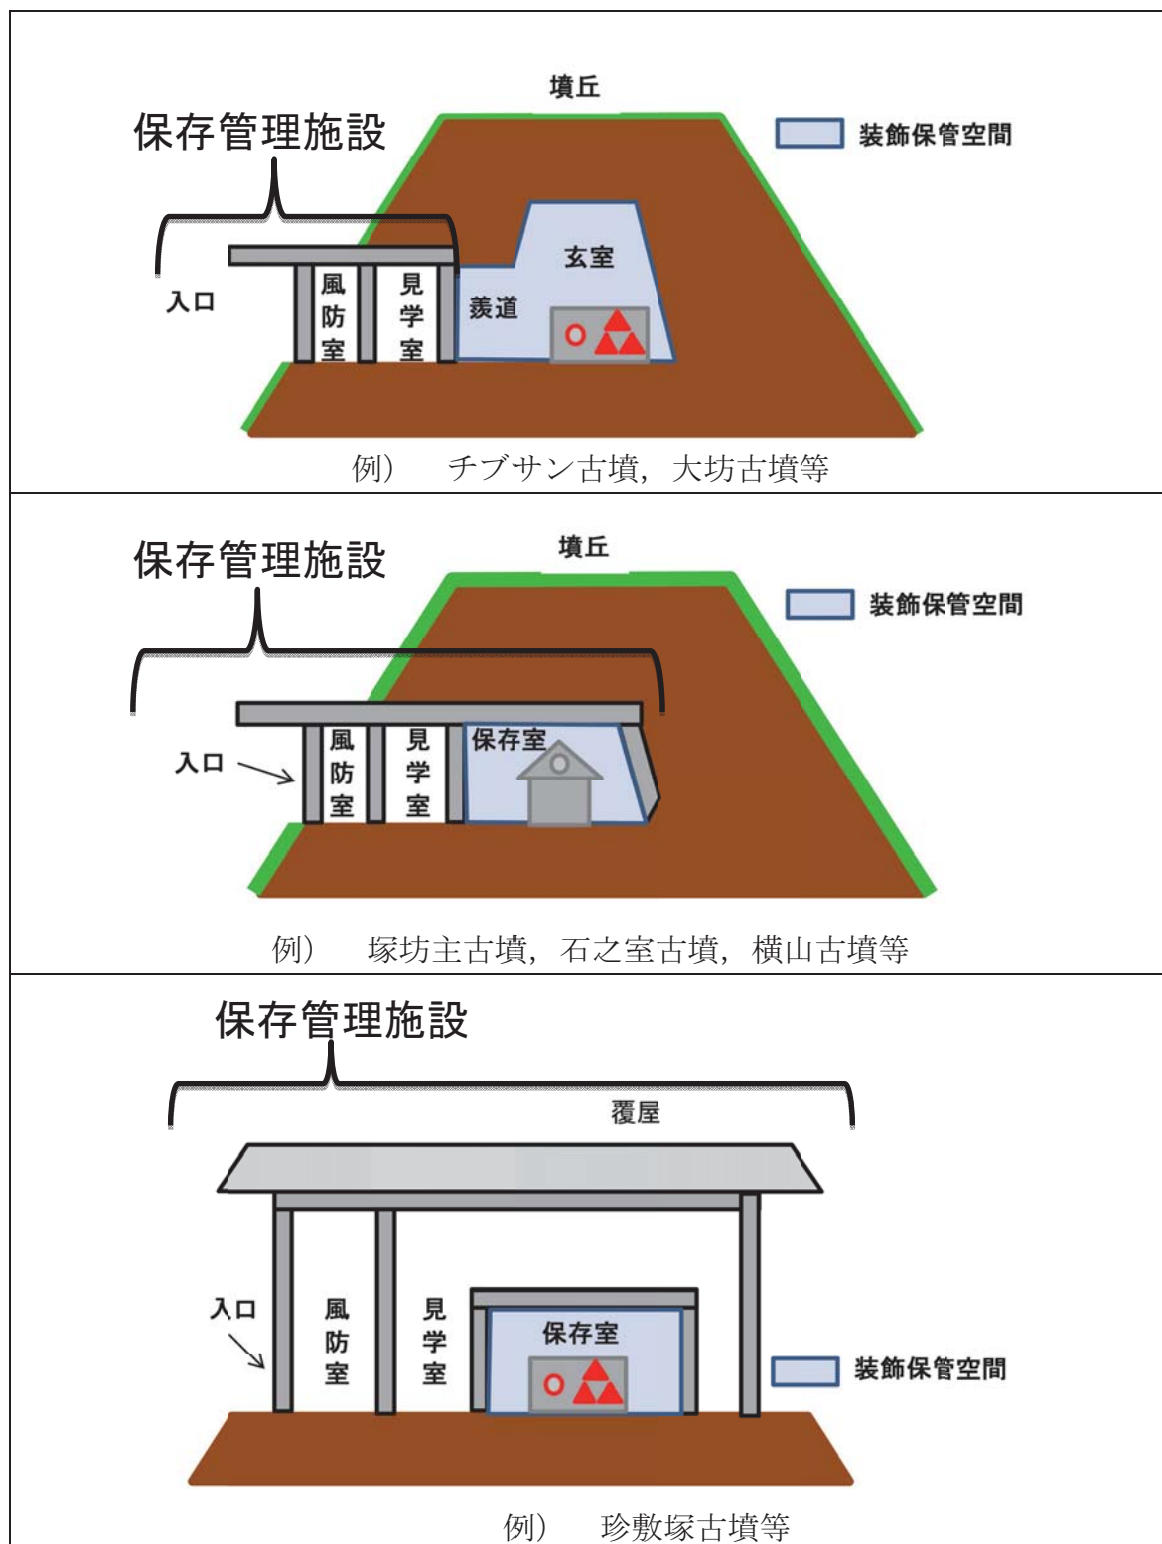 墳丘
保存管理施設
装飾保管空間
玄室
入口
風防室
見学室
羨道
例） チブサン古墳，大坊古墳等
墳丘
保存管理施設
装飾保管空間
保存室
入口
風防室
見学室
例） 塚坊主古墳，石之室古墳，横山古墳等
保存管理施設
覆屋
入口
風防室
見学室
保存室
装飾保管空間
例） 珍敷塚古墳等